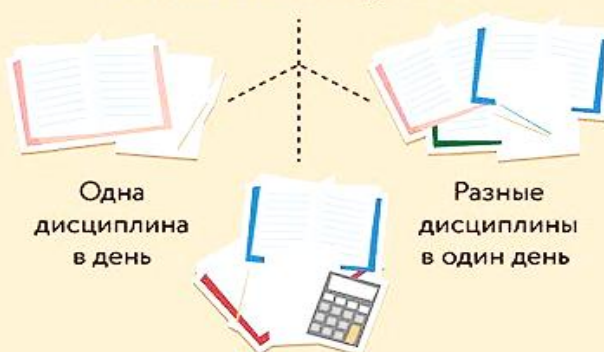 Одна
дисциплина
в день
Разные
дисциплины
в один день